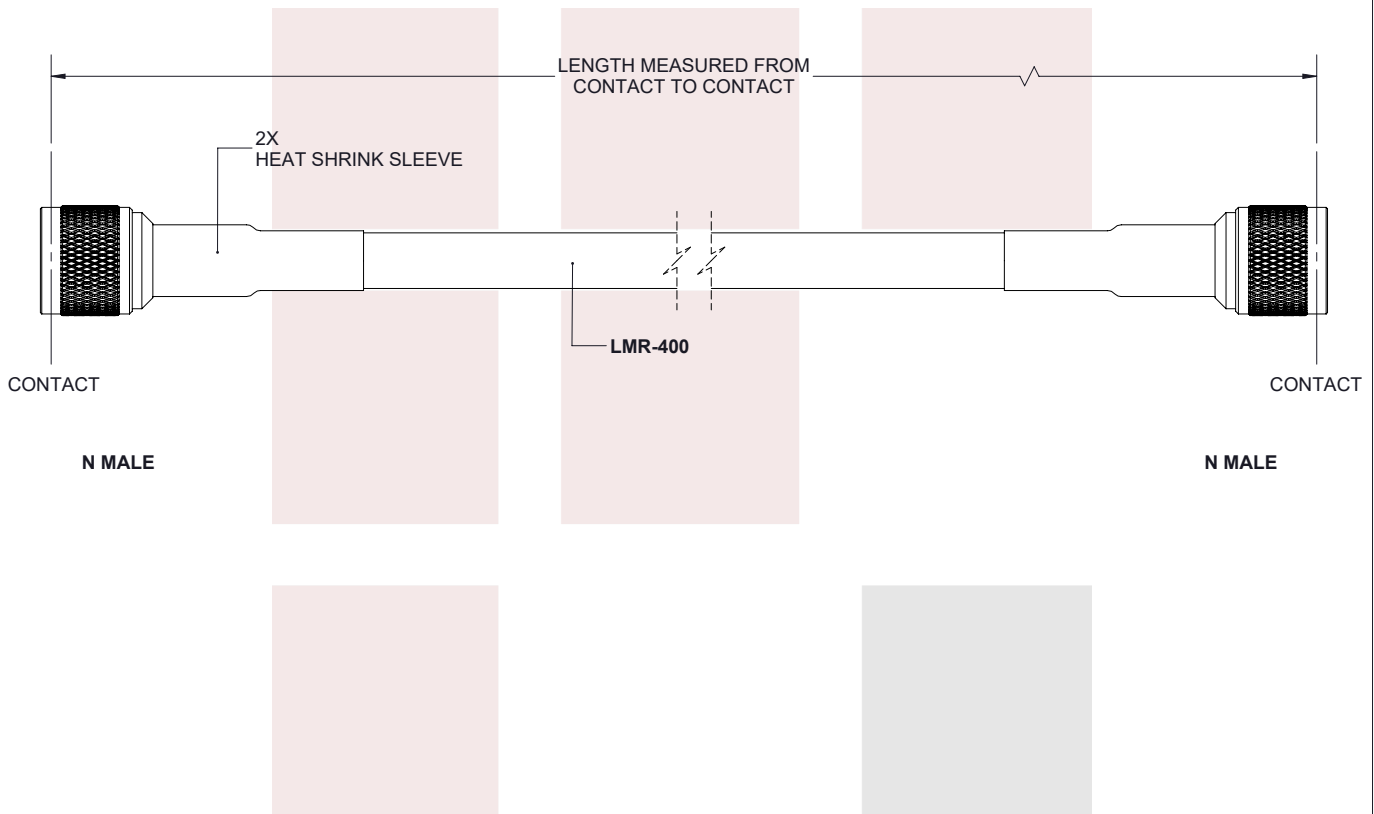 LENGTH MEASURED FROM
CONTACT TO CONTACT
2X
HEAT SHRINK SLEEVE
LMR-400
CONTACT
CONTACT
N MALE
N MALE